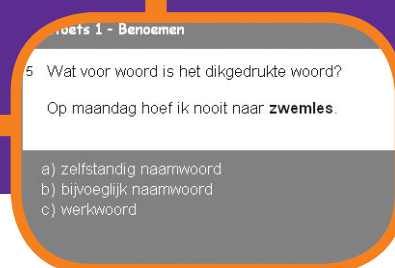 toets 1 - Benoemen
5 Wat voor woord is het dikgedrukte woord?
Op maandag hoef ik nooit naar zwemles.
a) zelfstandig naamwoord
b) bijvoeglijk naamwoord
c) werkwoord